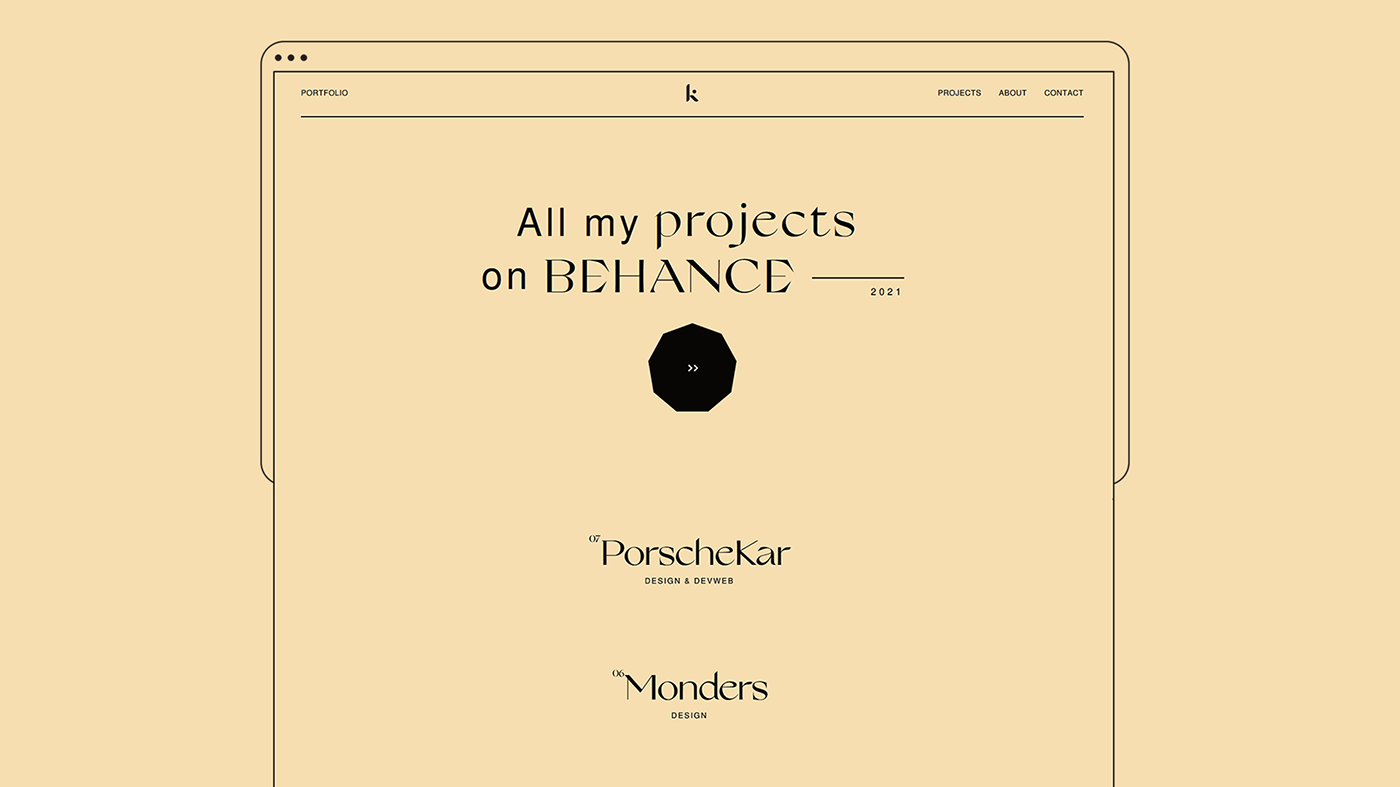 PORTFOLIO k PROJECTS ABOUT CONTACT
All my projects
on BEHANCE
2021
>>
07 PorscheKar
DESIGN & DEVWEB
06 Monders
DESIGN